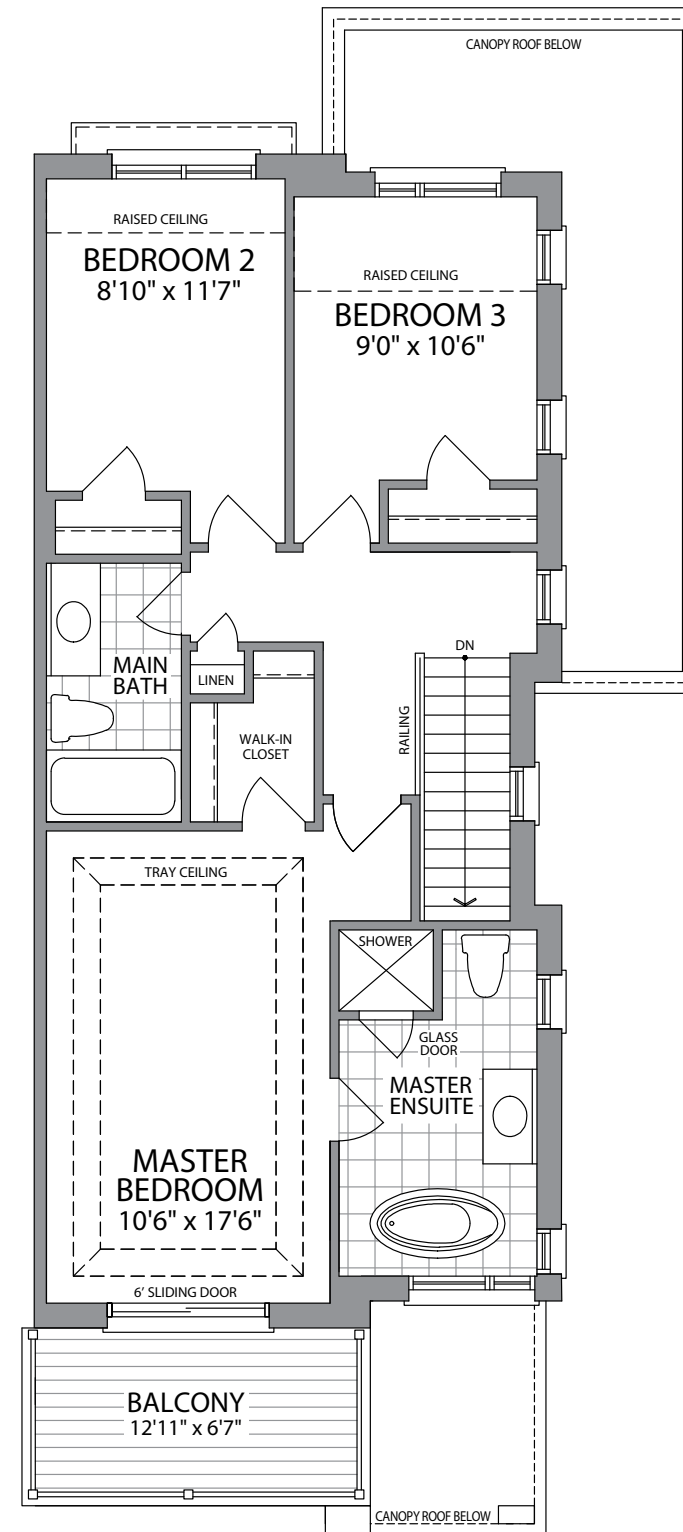 CANOPY ROOF BELOW
RAISED CEILING
BEDROOM 2
8'10" x 11'7"
RAISED CEILING
BEDROOM 3
9'0" x 10'6"
MAIN
BATH
LINEN
WALK-IN
CLOSET
DN
RAILING
TRAY CEILING
SHOWER
GLASS
DOOR
MASTER
ENSUITE
MASTER
BEDROOM
10'6" x 17'6"
6' SLIDING DOOR
BALCONY
12'11" x 6'7"
CANOPY ROOF BELOW